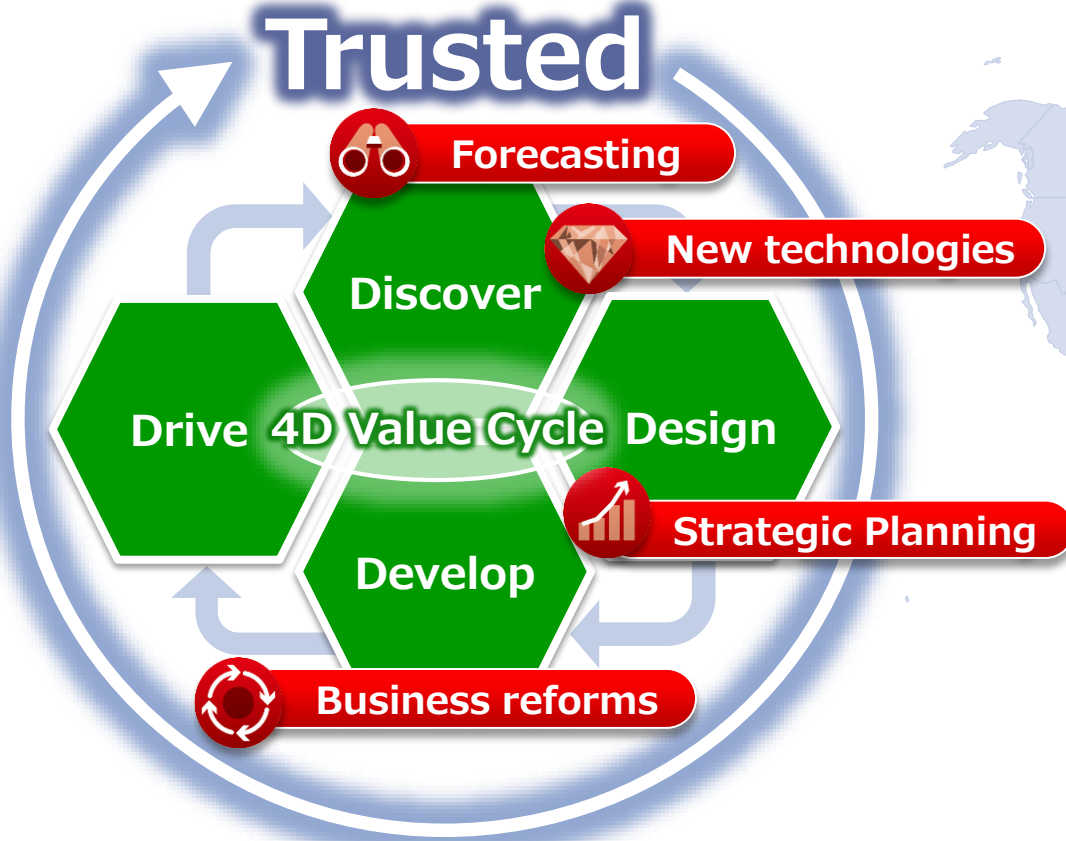 Trusted
Forecasting
New technologies
Discover
Drive
4D Value Cycle
Design
Strategic Planning
Develop
Business reforms